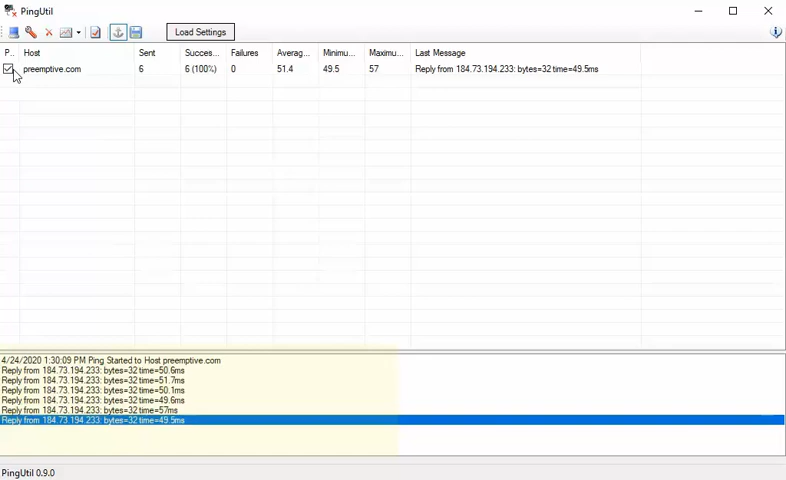 PingUtil
Load Settings
P... Host Sent Succes... Failures Averag... Minimu... Maximu... Last Message
preemptive.com 6 6 (100%) 0 51.4 49.5 57 Reply from 184.73.194.233: bytes=32 time=49.5ms
4/24/2020 1:30:09 PM Ping Started to Host preemptive.com
Reply from 184.73.194.233: bytes=32 time=50.6ms
Reply from 184.73.194.233: bytes=32 time=51.7ms
Reply from 184.73.194.233: bytes=32 time=50.1ms
Reply from 184.73.194.233: bytes=32 time=49.6ms
Reply from 184.73.194.233: bytes=32 time=57ms
Reply from 184.73.194.233: bytes=32 time=49.5ms
PingUtil 0.9.0